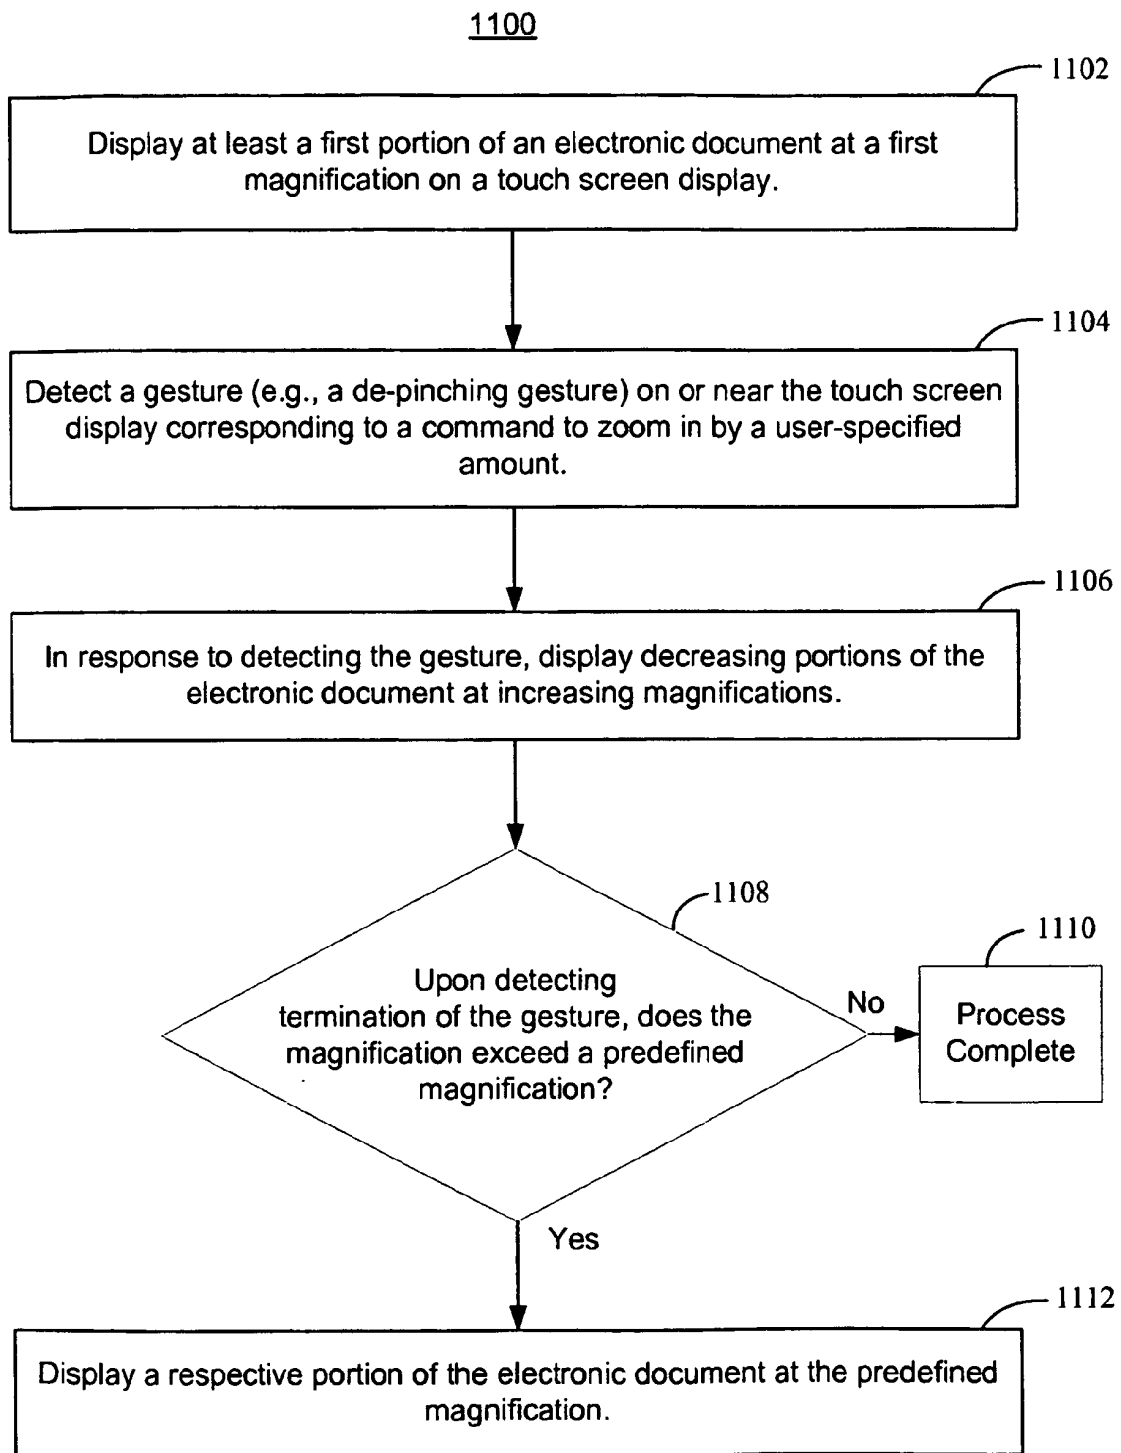 1100
1102
Display at least a first portion of an electronic document at a first
magnification on a touch screen display.
1104
Detect a gesture (e.g., a de-pinching gesture) on or near the touch screen
display corresponding to a command to zoom in by a user-specified
amount.
1106
In response to detecting the gesture, display decreasing portions of the
electronic document at increasing magnifications.
1108
Upon detecting
termination of the gesture, does the
magnification exceed a predefined
magnification?
No
1110
Process
Complete
Yes
1112
Display a respective portion of the electronic document at the predefined
magnification.